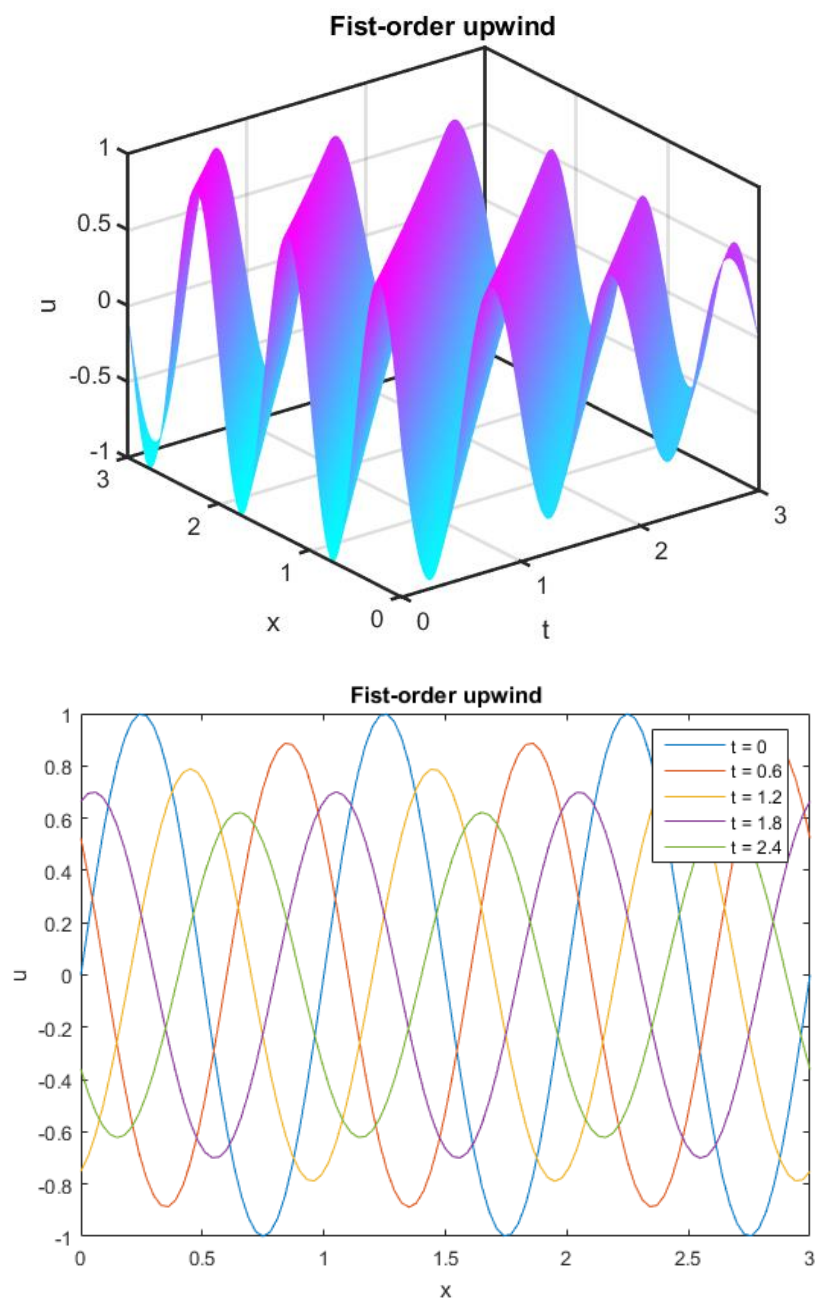 Fist-order upwind
1
0.5
0
-0.5
-1
u
3
2
1
0
x
0
1
2
3
t
Fist-order upwind
1
0.8
0.6
0.4
0.2
0
-0.2
-0.4
-0.6
-0.8
-1
u
t = 0
t = 0.6
t = 1.2
t = 1.8
t = 2.4
0
0.5
1
1.5
2
2.5
3
x